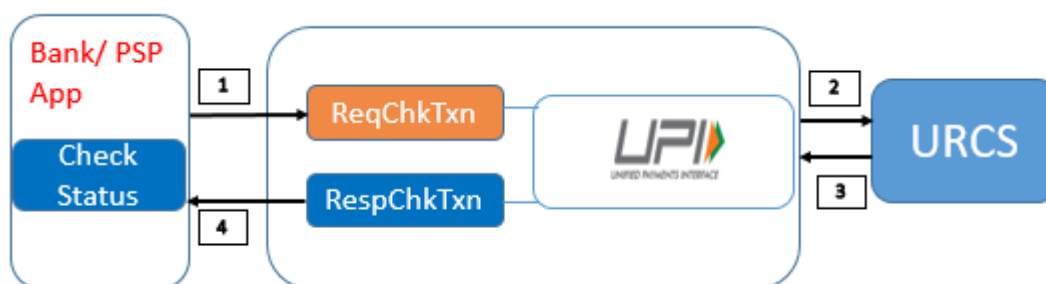 Bank/ PSP
App
Check
Status
1
ReqChkTxn
RespChkTxn
4
UPI
UNIFIED PAYMENTS INTERFACE
2
3
URCS